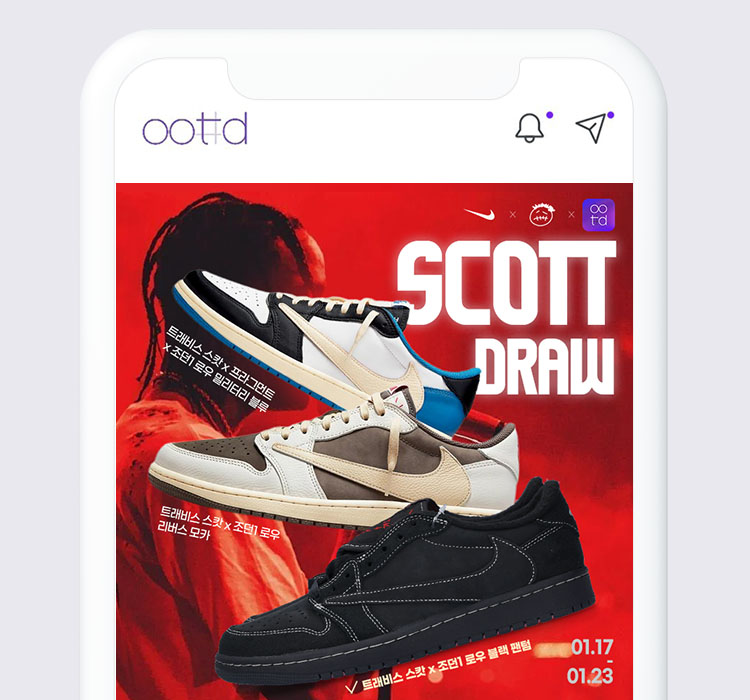 oottd
oo
td
SCOTT
DRAW
트래비스 스캇 x 프라그먼트
x 조던1 로우 밀리터리 블루
트래비스 스캇 x 조던1 로우
리버스 모카
트래비스 스캇 x 조던1 로우 블랙 팬텀
01.17
-
01.23